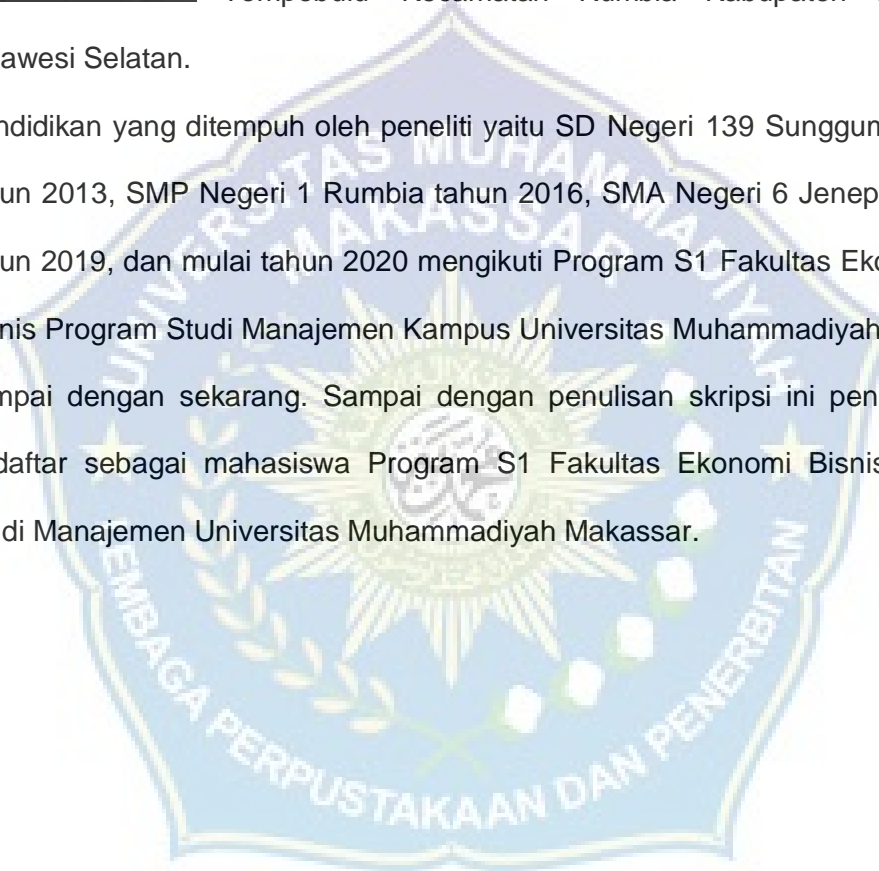 Kecamatan Rumbia Kabupaten
awesi Selatan.
ndidikan yang ditempuh oleh peneliti yaitu SD Negeri 139 Sunggum
un 2013, SMP Negeri 1 Rumbia tahun 2016, SMA Negeri 6 Jenep
un 2019, dan mulai tahun 2020 mengikuti Program S1 Fakultas Eko
nis Program Studi Manajemen Kampus Universitas Muhammadiyah
mpai dengan sekarang. Sampai dengan penulisan skripsi ini pen
daftar sebagai mahasiswa Program S1 Fakultas Ekonomi Bisnis
di Manajemen Universitas Muhammadiyah Makassar.
UNIVERSITAS MUHAMMADIYAH
MAKASSAR
LEMBAGA PERPUSTAKAAN DAN PENERBITAN